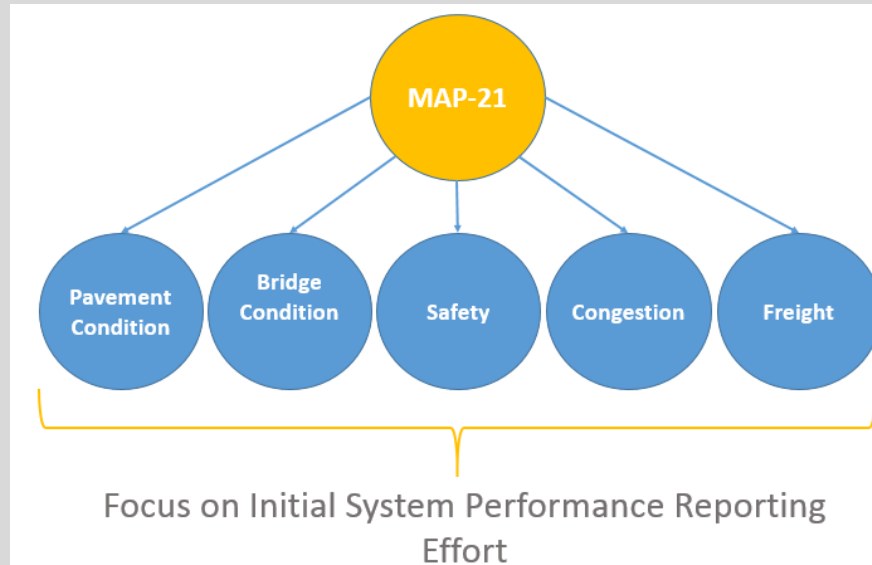 MAP-21
Pavement
Condition
Bridge
Condition
Safety
Congestion
Freight
Focus on Initial System Performance Reporting
Effort